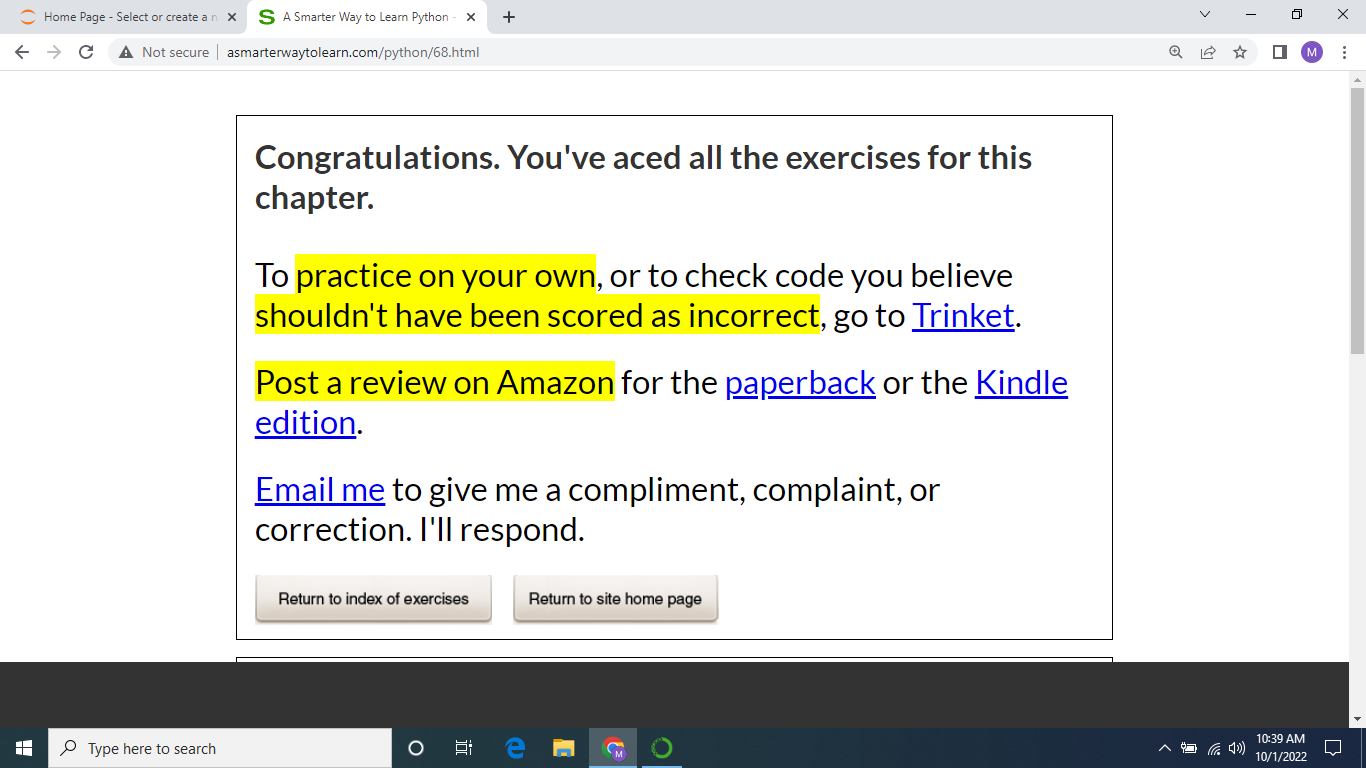 Home Page - Select or create a n
A Smarter Way to Learn Python -
Not secure
asmarterwaytolearn.com/python/68.html
M
Congratulations. You've aced all the exercises for this
chapter.
To practice on your own, or to check code you believe
shouldn't have been scored as incorrect, go to Trinket.
Post a review on Amazon for the paperback or the Kindle
edition.
Email me to give me a compliment, complaint, or
correction. I'll respond.
Return to index of exercises
Return to site home page
Type here to search
M
10:39 AM
10/1/2022